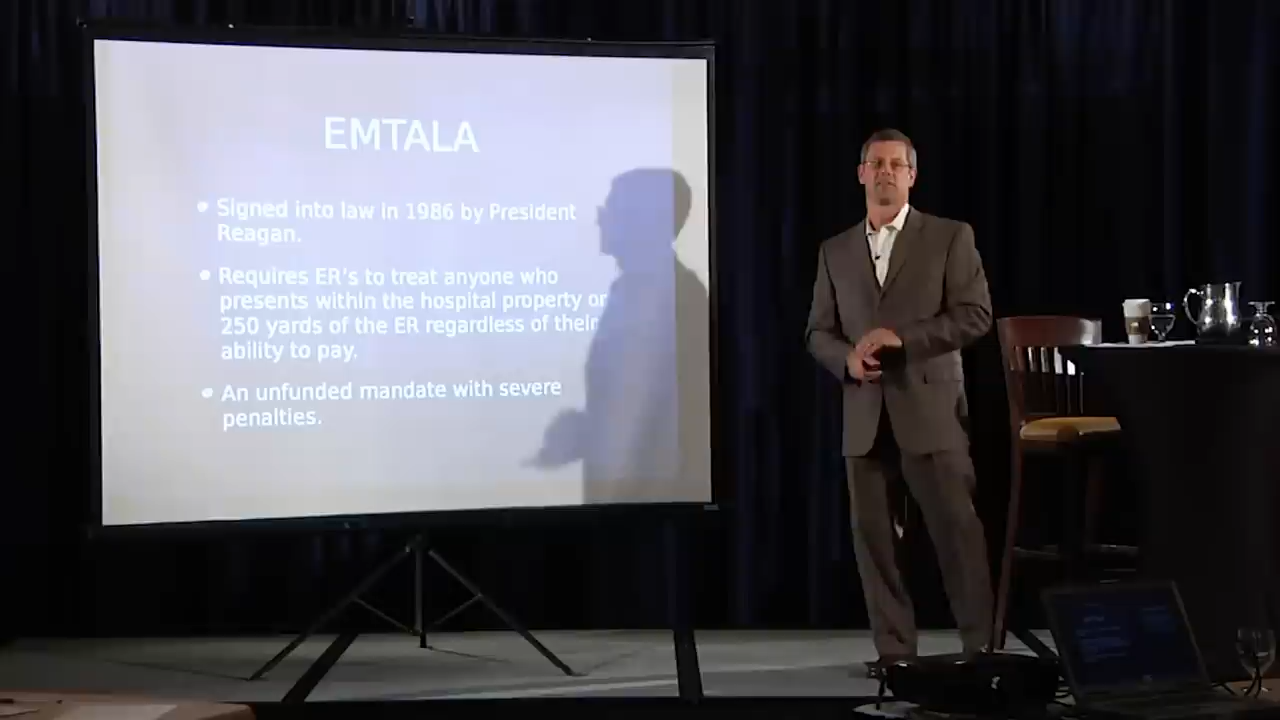 EMTALA
• Signed into law in 1986 by President
Reagan.
• Requires ER's to treat anyone who
presents within the hospital property or
250 yards of the ER regardless of their
ability to pay.
• An unfunded mandate with severe
penalties.